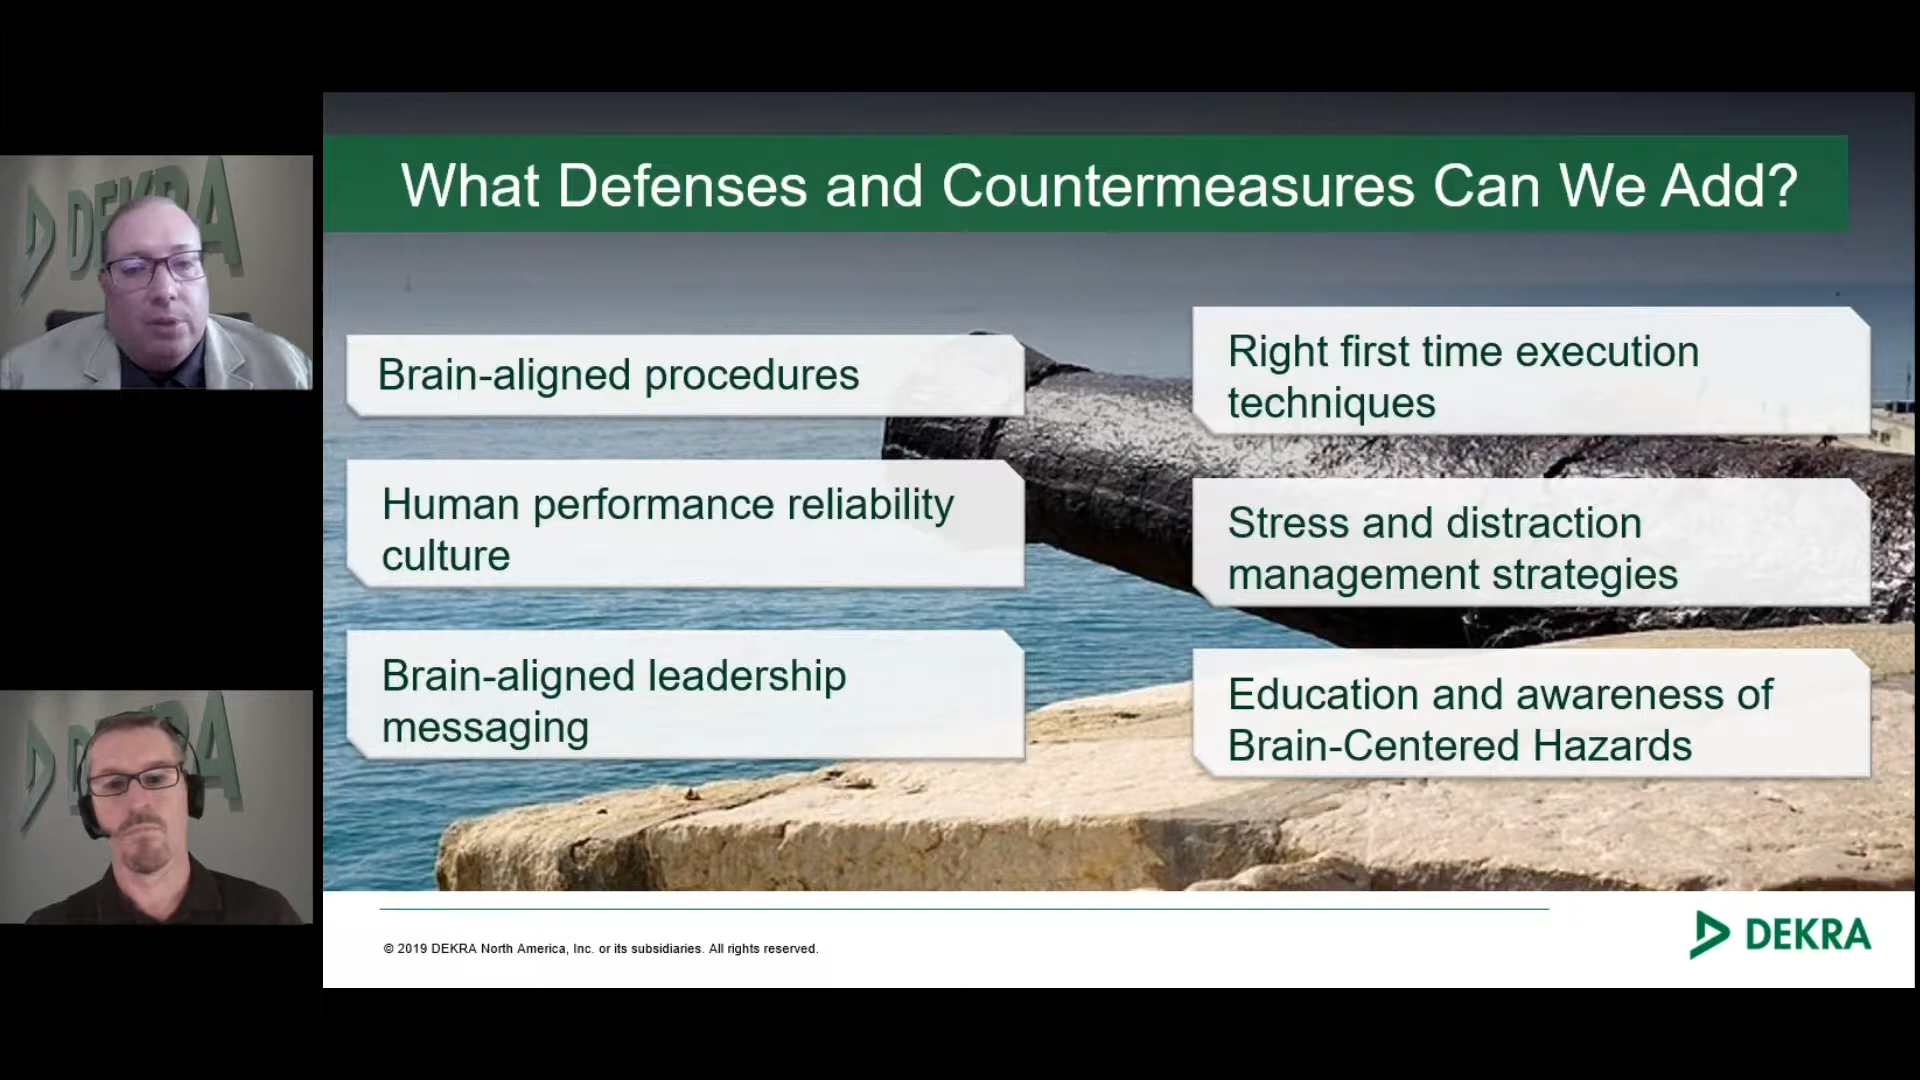 DEKRA
DEKRA
What Defenses and Countermeasures Can We Add?
Brain-aligned procedures
Human performance reliability
culture
Brain-aligned leadership
messaging
Right first time execution
techniques
Stress and distraction
management strategies
Education and awareness of
Brain-Centered Hazards
© 2019 DEKRA North America, Inc. or its subsidiaries. All rights reserved.
DEKRA